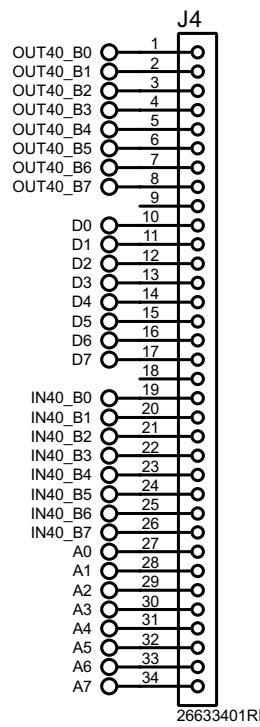 J4
OUT40_B0 1
OUT40_B1 2
OUT40_B2 3
OUT40_B3 4
OUT40_B4 5
OUT40_B5 6
OUT40_B6 7
OUT40_B7 8
9
D0 10
D1 11
D2 12
D3 13
D4 14
D5 15
D6 16
D7 17
18
IN40_B0 19
IN40_B1 20
IN40_B2 21
IN40_B3 22
IN40_B4 23
IN40_B5 24
IN40_B6 25
IN40_B7 26
A0 27
A1 28
A2 29
A3 30
A4 31
A5 32
A6 33
A7 34